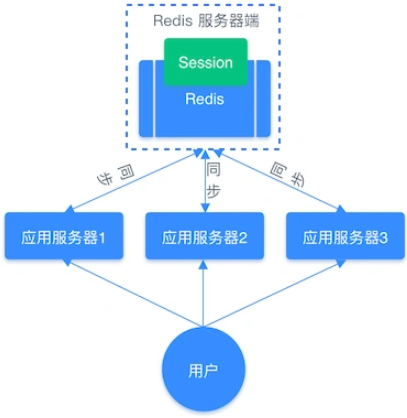 Redis 服务器端
Session
Redis
同步
同步
同步
应用服务器1
应用服务器2
应用服务器3
用户